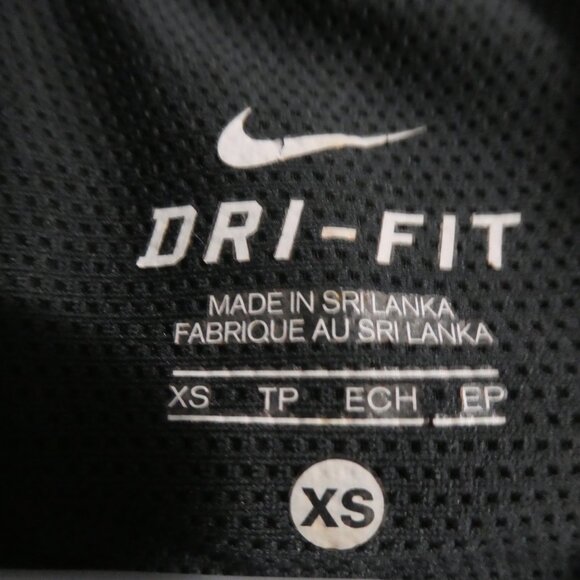 DRI-FIT
MADE IN SRI LANKA
FABRIQUE AU SRI LANKA
XS TP ECH EP
XS